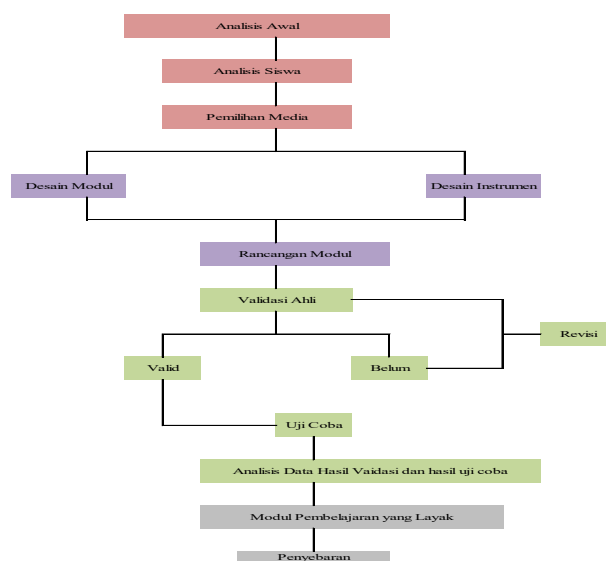 Analisis Awal
Analisis Siswa
Pemilihan Media
Desain Modul
Desain Instrumen
Rancangan Modul
Validasi Ahli
Revisi
Valid
Belum
Uji Coba
Analisis Data Hasil Vaidasi dan hasil uji coba
Modul Pembelajaran yang Layak
Penyebaran